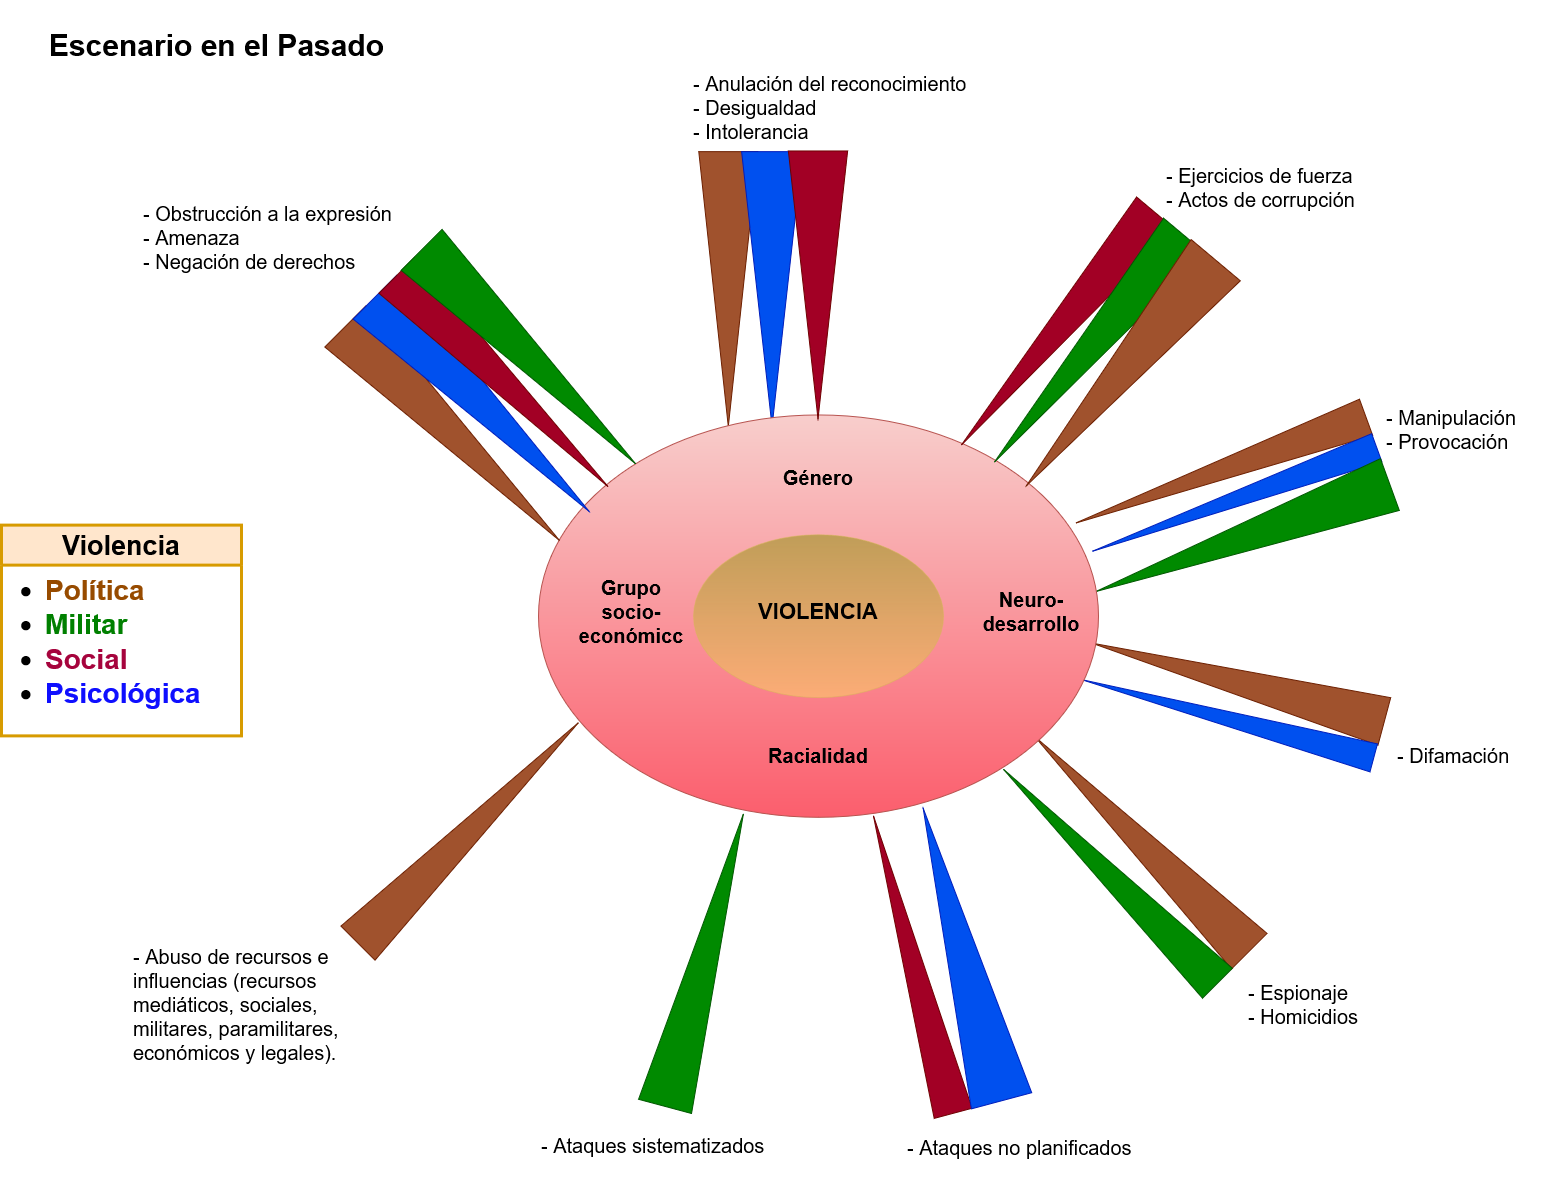 Escenario en el Pasado
- Anulación del reconocimiento
- Desigualdad
- Intolerancia
- Ejercicios de fuerza
- Actos de corrupción
- Obstrucción a la expresión
- Amenaza
- Negación de derechos
- Manipulación
- Provocación
Género
Violencia
Política
Militar
Social
Psicológica
Grupo
socio-
económicc
VIOLENCIA
Neuro-
desarrollo
Racialidad
- Difamación
- Abuso de recursos e
influencias (recursos
mediáticos, sociales,
militares, paramilitares,
económicos y legales).
- Espionaje
- Homicidios
- Ataques sistematizados
- Ataques no planificados